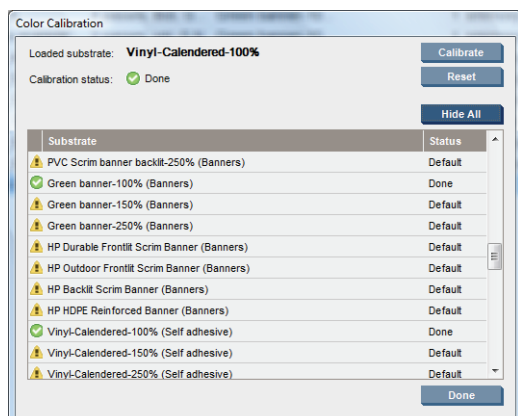 Color Calibration
Loaded substrate: Vinyl-Calendered-100% Calibrate
Calibration status: Done Reset
Hide All
Substrate Status
PVC Scrim banner backlit-250% (Banners) Default
Green banner-100% (Banners) Done
Green banner-150% (Banners) Default
Green banner-250% (Banners) Default
HP Durable Frontlit Scrim Banner (Banners) Default
HP Outdoor Frontlit Scrim Banner (Banners) Default
HP Backlit Scrim Banner (Banners) Default
HP HDPE Reinforced Banner (Banners) Default
Vinyl-Calendered-100% (Self adhesive) Done
Vinyl-Calendered-150% (Self adhesive) Default
Vinyl-Calendered-250% (Self adhesive) Default
Done